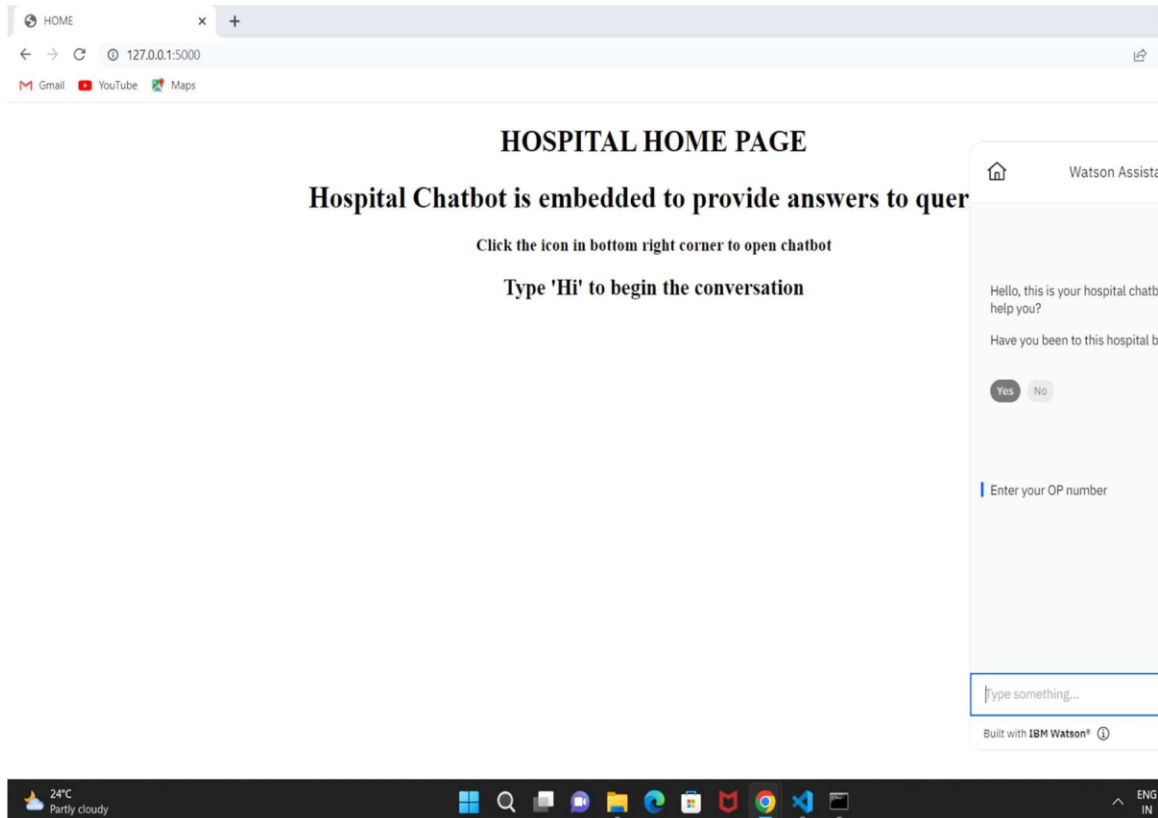 HOME
127.0.0.1:5000
Gmail YouTube Maps
HOSPITAL HOME PAGE
Hospital Chatbot is embedded to provide answers to quer
Click the icon in bottom right corner to open chatbot
Type 'Hi' to begin the conversation
Watson Assista
Hello, this is your hospital chatb
help you?
Have you been to this hospital b
Yes No
Enter your OP number
Type something...
Built with IBM Watson®
24°C
Partly cloudy
ENG
IN